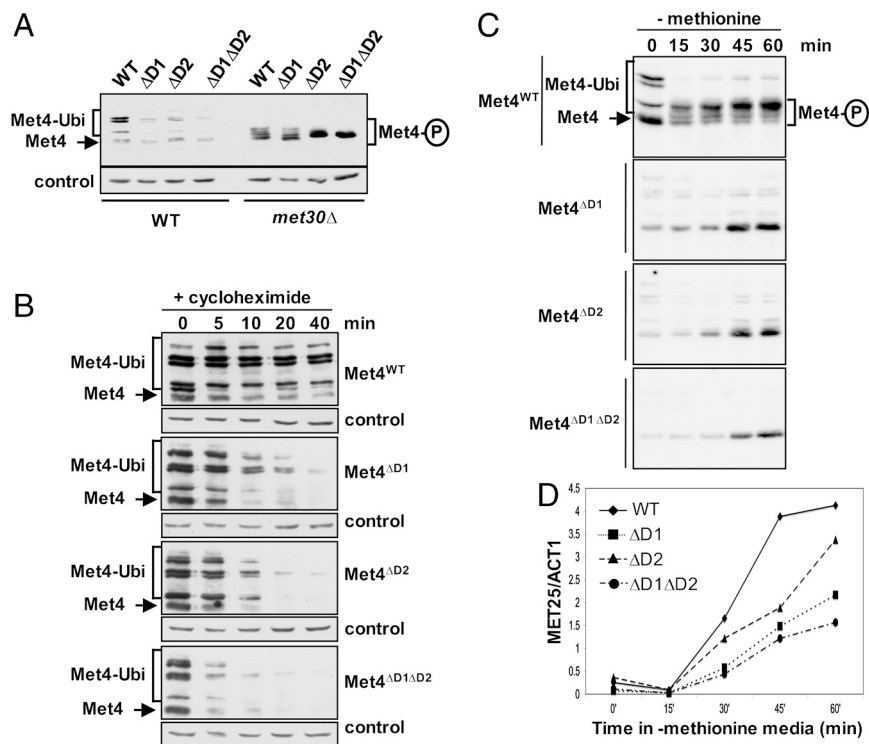 A
WT ΔD1 ΔD2 ΔD1ΔD2 WT ΔD1 ΔD2 ΔD1ΔD2
Met4-Ubi
Met4
Met4-P
control
WT met30Δ
B
+ cycloheximide
0 5 10 20 40 min
Met4-Ubi
Met4WT
Met4
control
Met4-Ubi
Met4ΔD1
Met4
control
Met4-Ubi
Met4ΔD2
Met4
control
Met4-Ubi
Met4ΔD1ΔD2
Met4
control
C
- methionine
0 15 30 45 60 min
Met4-Ubi
Met4WT
Met4
Met4-P
Met4ΔD1
Met4ΔD2
Met4ΔD1 ΔD2
D
MET25/ACT1
4.5
4
3.5
3
2.5
2
1.5
1
0.5
0
WT
ΔD1
ΔD2
ΔD1ΔD2
0' 15' 30' 45' 60'
Time in -methionine media (min)